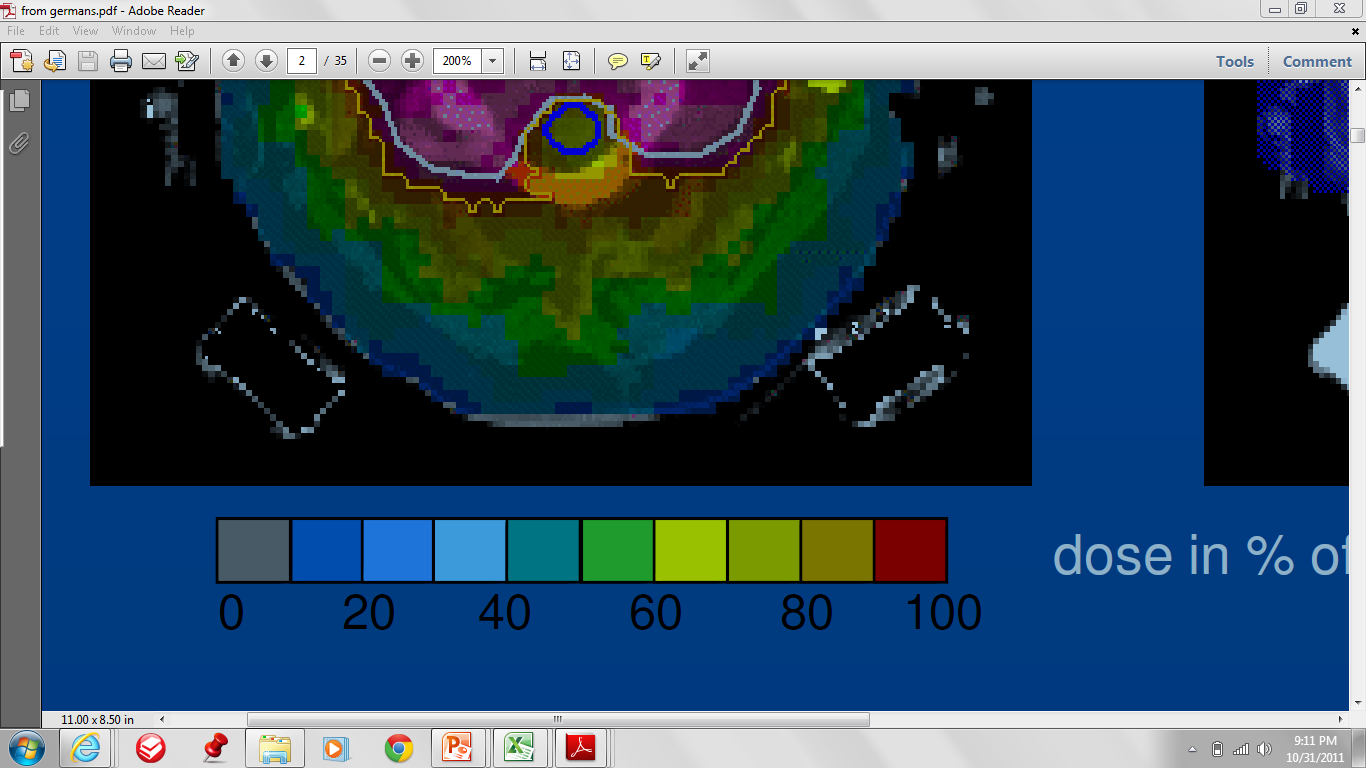 from germans.pdf - Adobe Reader
File Edit View Window Help
2 / 35 200% Tools Comment
dose in % of
0 20 40 60 80 100
11.00 x 8.50 in
9:11 PM
10/31/2011